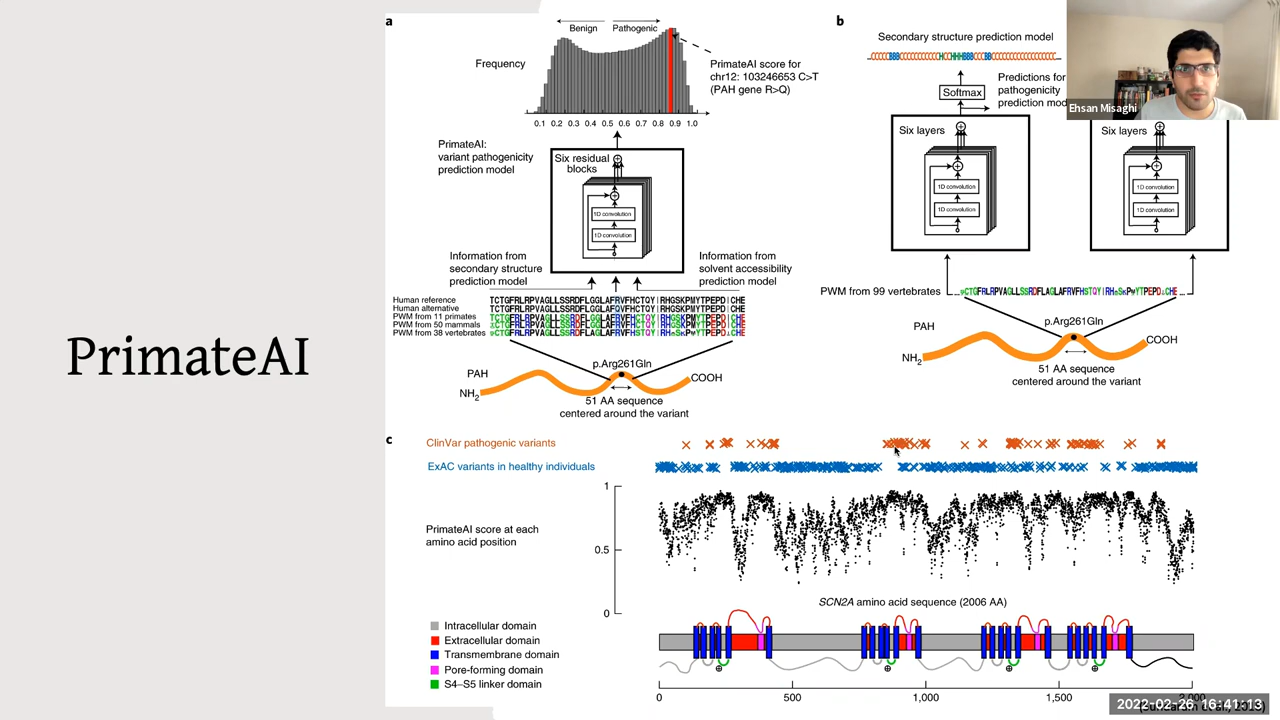 PrimateAI
a
Benign
Pathogenic
Frequency
PrimateAI score for
chr12: 103246653 C>T
(PAH gene R>Q)
0.1 0.2 0.3 0.4 0.5 0.6 0.7 0.8 0.9 1.0
PrimateAI:
variant pathogenicity
prediction model
Six residual
blocks
1D convolution
1D convolution
Information from
secondary structure
prediction model
Information from
solvent accessibility
prediction model
Human reference
Human alternative
PWM from 11 primates
PWM from 50 mammals
PWM from 38 vertebrates
PAH
p.Arg261Gln
NH2
COOH
51 AA sequence
centered around the variant
b
Secondary structure prediction model
Softmax
Predictions for
pathogenicity
prediction
Ehsan Misaghi
Six layers
1D convolution
1D convolution
Six layers
1D convolution
1D convolution
PWM from 99 vertebrates
PAH
p.Arg261Gln
NH2
COOH
51 AA sequence
centered around the variant
c
ClinVar pathogenic variants
ExAC variants in healthy individuals
PrimateAI score at each
amino acid position
1
0.5
0
SCN2A amino acid sequence (2006 AA)
Intracellular domain
Extracellular domain
Transmembrane domain
Pore-forming domain
S4–S5 linker domain
0 500 1,000 1,500 2,000
2022-02-26 16:41:13